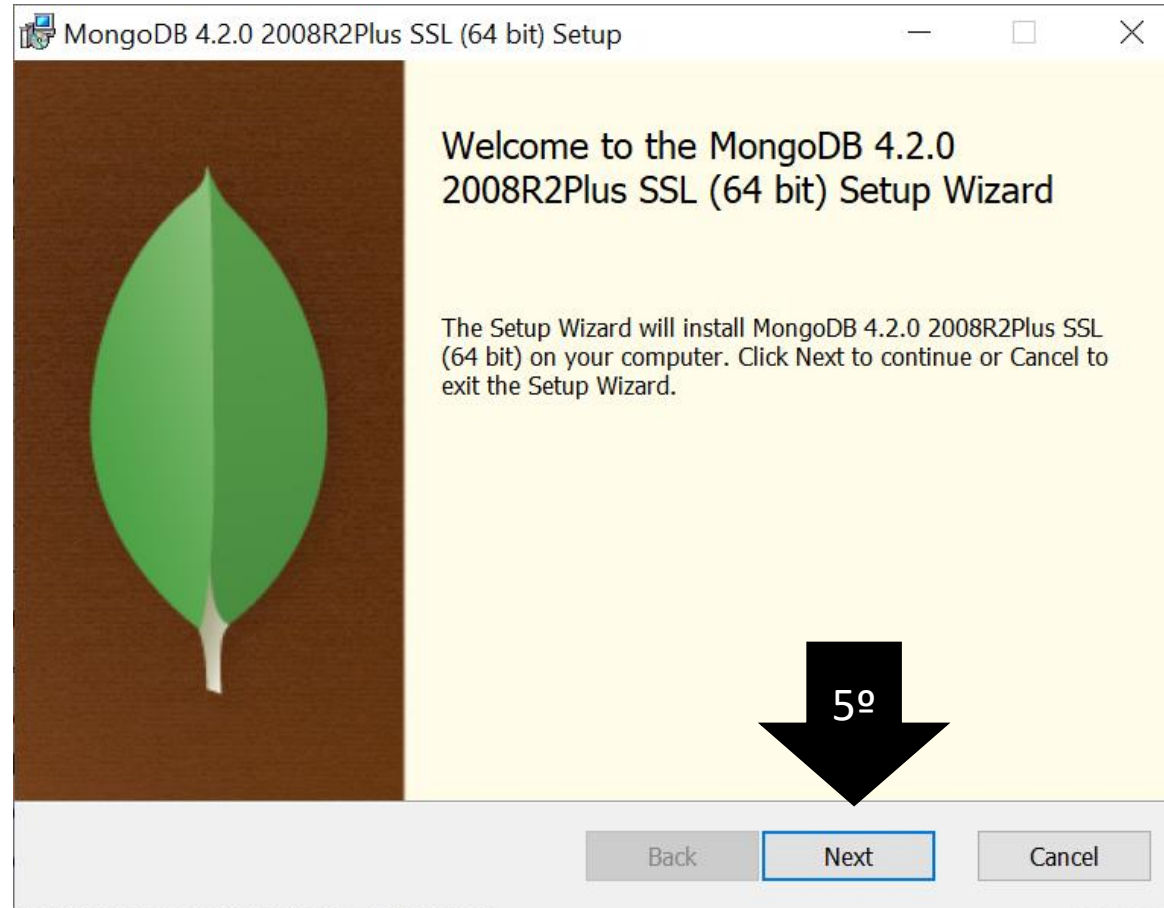 MongoDB 4.2.0 2008R2Plus SSL (64 bit) Setup
Welcome to the MongoDB 4.2.0
2008R2Plus SSL (64 bit) Setup Wizard
The Setup Wizard will install MongoDB 4.2.0 2008R2Plus SSL
(64 bit) on your computer. Click Next to continue or Cancel to
exit the Setup Wizard.
5º
Back Next Cancel